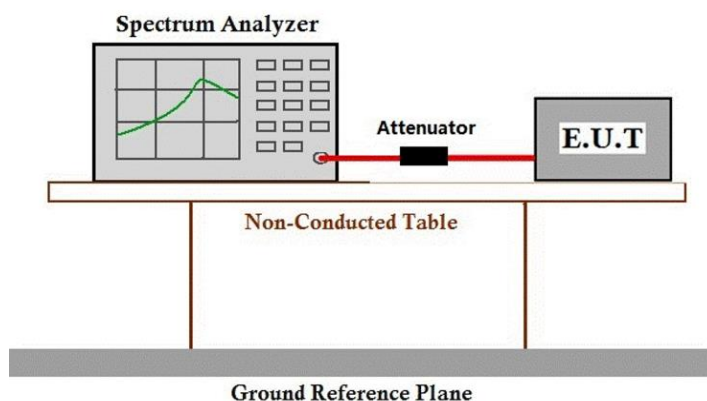 Spectrum Analyzer
Attenuator
E.U.T
Non-Conducted Table
Ground Reference Plane